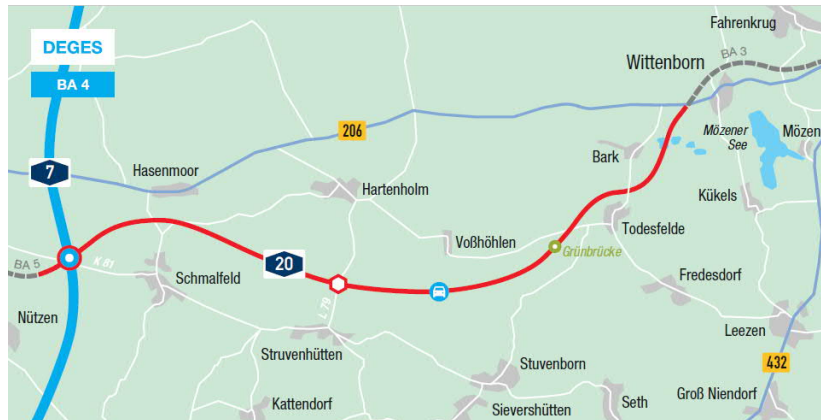 DEGES
BA 4
Fahrenkrug
Wittenborn
BA 3
206
7
Hasenmoor
Hartenholm
Bark
Mözener
See
Mözen
Kükels
Voßhöhlen
Todesfelde
Grünbrücke
BA 5
K 81
Schmalfeld
20
L 79
Fredesdorf
Nützen
Struvenhütten
Leezen
Stuvenborn
432
Kattendorf
Sievershütten
Seth
Groß Niendorf